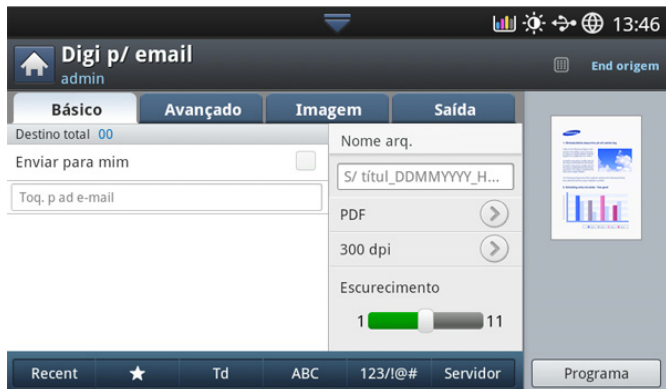 13:46
Digi p/ email
admin
End origem
Básico
Avançado
Imagem
Saída
Destino total 00
Enviar para mim
Toq. p ad e-mail
Nome arq.
S/ títul_DDMMYYYY_H...
PDF
300 dpi
Escurecimento
1 11
Recent
Td
ABC
123/!@#
Servidor
Programa